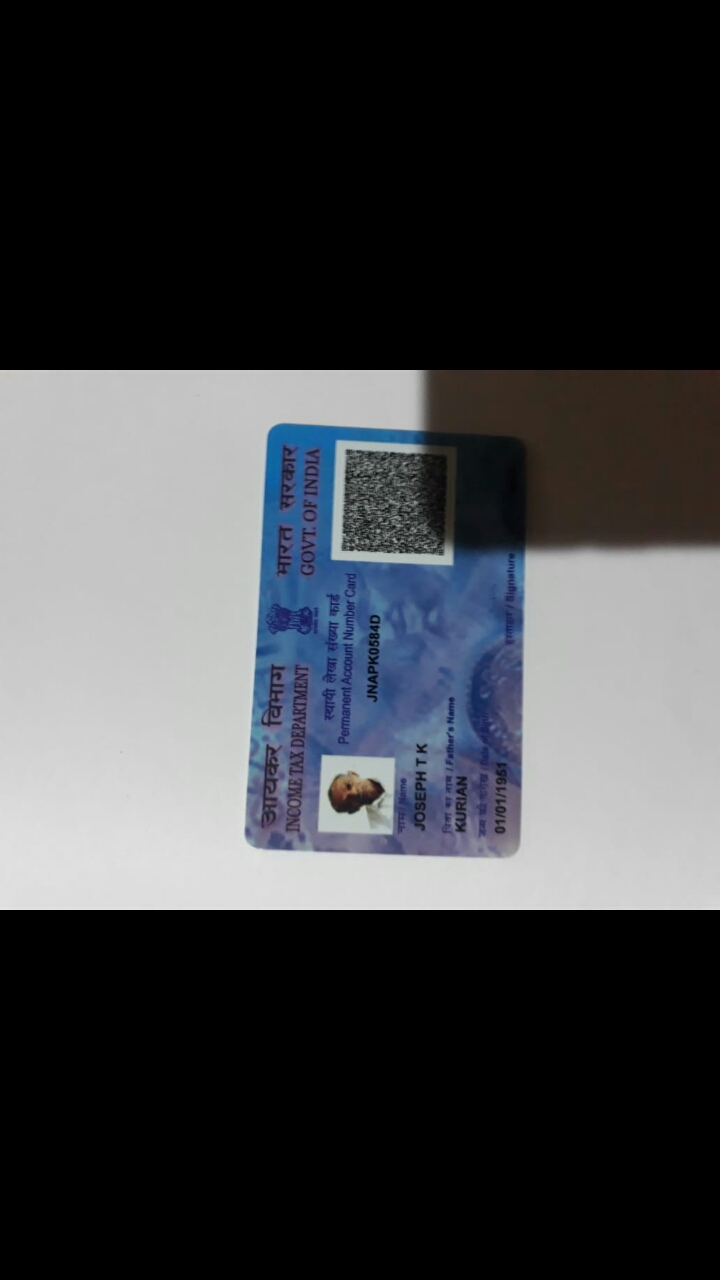 आयकर विभाग
INCOME TAX DEPARTMENT
भारत सरकार
GOVT. OF INDIA
स्थायी लेखा संख्या कार्ड
Permanent Account Number Card
JNAPK0584D
नाम / Name
JOSEPH T K
पिता का नाम / Father's Name
KURIAN
जन्म की तारीख / Date of Birth
01/01/1951
हस्ताक्षर / Signature